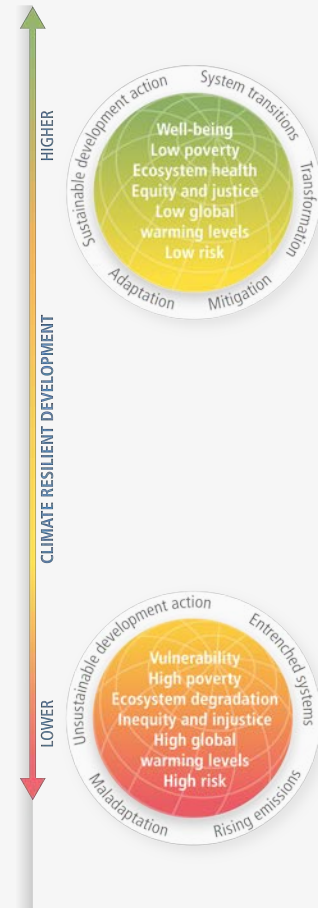 HIGHER
CLIMATE RESILIENT DEVELOPMENT
LOWER
Sustainable development action
System transitions
Transformation
Mitigation
Adaptation
Well-being
Low poverty
Ecosystem health
Equity and justice
Low global
warming levels
Low risk
Unsustainable development action
Entrenched systems
Rising emissions
Maladaptation
Vulnerability
High poverty
Ecosystem degradation
Inequity and injustice
High global
warming levels
High risk